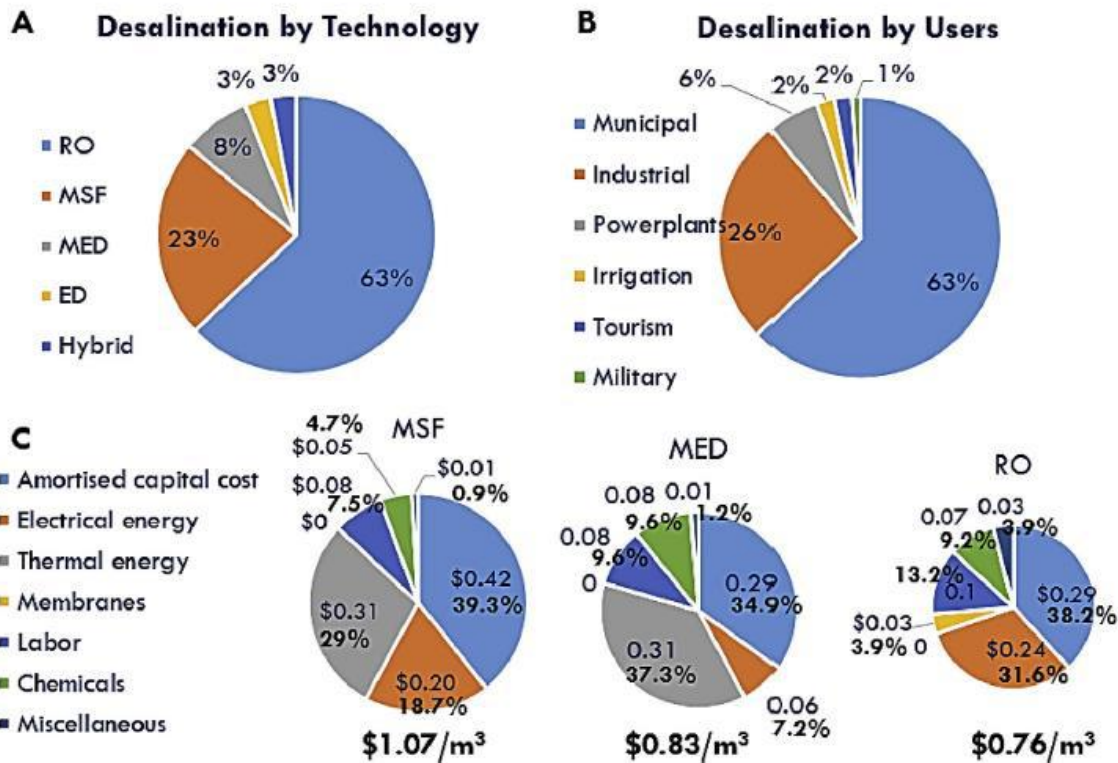 A
Desalination by Technology
3% 3%
8%
23%
63%
RO
MSF
MED
ED
Hybrid
B
Desalination by Users
6%
2%
2%
1%
26%
63%
Municipal
Industrial
Powerplants
Irrigation
Tourism
Military
C
Amortised capital cost
Electrical energy
Thermal energy
Membranes
Labor
Chemicals
Miscellaneous
MSF
4.7%
$0.05
$0.01
0.9%
$0.08
7.5%
$0
$0.42
39.3%
$0.31
29%
$0.20
18.7%
$1.07/m³
MED
0.08
9.6%
0.01
1.2%
0.08
9.6%
0
0.29
34.9%
0.31
37.3%
0.06
7.2%
$0.83/m³
RO
0.03
3.9%
0.07
9.2%
13.2%
0.1
$0.29
38.2%
$0.03
3.9% 0
$0.24
31.6%
$0.76/m³